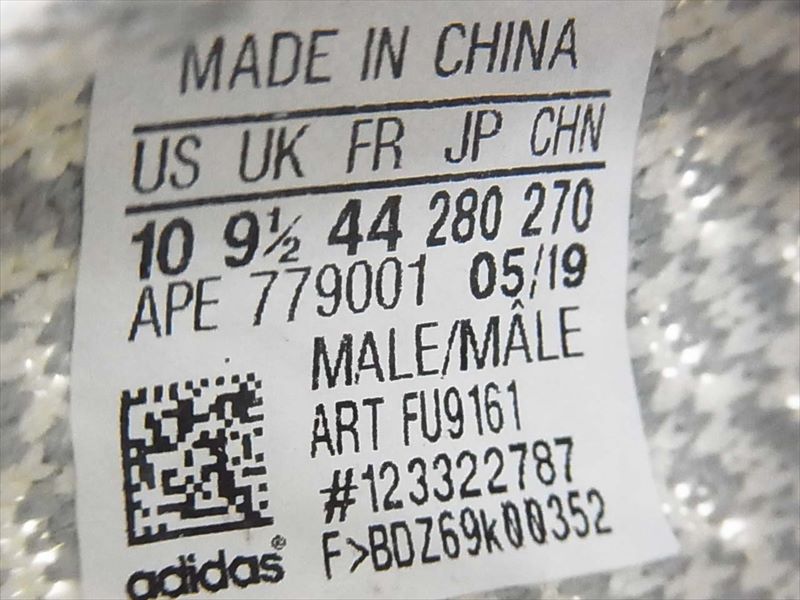 MADE IN CHINA
US UK FR JP CHN
10 9½ 44 280 270
APE 779001 05/19
MALE/MÂLE
ART FU9161
#123322787
F>BDZ69k00352
adidas®